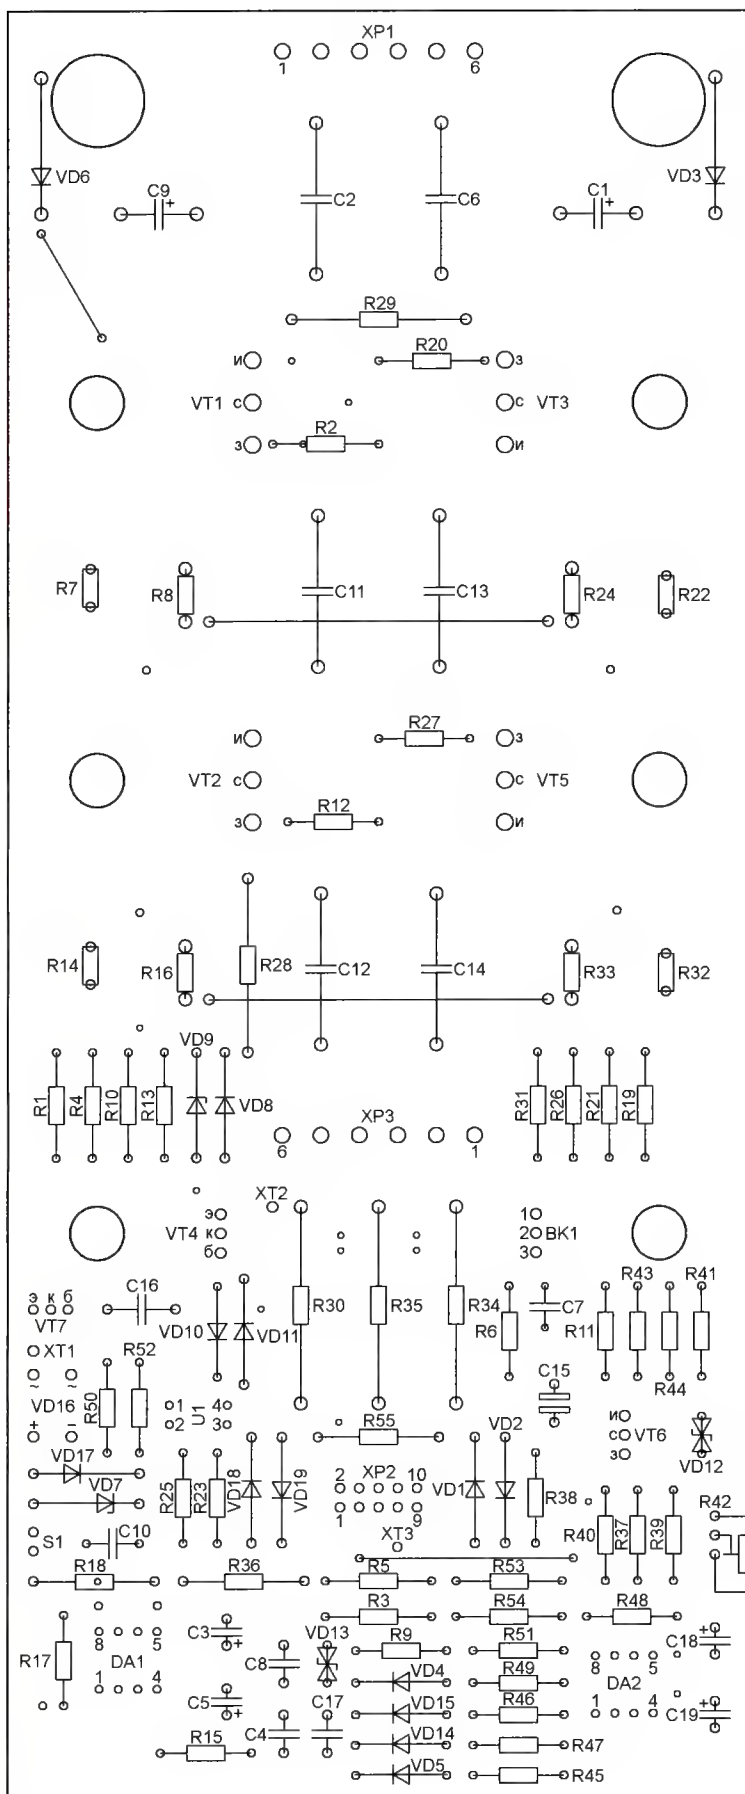 XP1
1 6
VD6 C9 + C2 C6 C1 + VD3
R29
R20
и з
VT1 с с VT3
R2
з и
R7 R8 C11 C13 R24 R22
R27
и з
VT2 с с VT5
R12
з и
R14 R16 R28 C12 C14 R33 R32
VD9
R1 R4 R10 R13 VD8 R31 R26 R21 R19
XP3
6 1
XT2
э 1
VT4 к 2 BK1
б 3
э к б C16 R43 R41
VT7 VD10 VD11 R30 R35 R34 R6 C7 R11
XT1 R52 R44
~ ~ C15
VD16 R50 1 4 и
2 U1 3 с VT6
+ – R55 VD2 з
VD17 VD12
VD7 R25 R23 VD18 VD19 2 XP2 10 VD1 R38 R42
1 9
S1 C10 XT3 R40 R37 R39
R18 R36 R5 R53
R3 R54 R48
8 5 C3 + VD13 R9 R51 + C18
R17 DA1 C8 VD4 R49 8 5
1 4 DA2
C5 + C17 VD15 R46 1 4 + C19
C4 VD14 R47
R15
VD5 R45